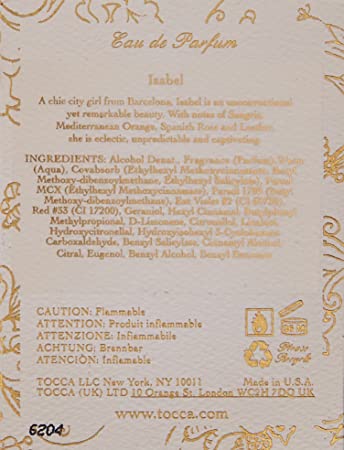 Eau de Parfum
Isabel
A chic city girl from Barcelona, Isabel is an unconventional
yet remarkable beauty. With notes of Sangria,
Mediterranean Orange, Spanish Rose and Leather,
she is eclectic, unpredictable and captivating.
INGREDIENTS: Alcohol Denat., Fragrance (Parfum), Water
(Aqua), Covabsorb (Ethylhexyl Methoxycinnamate, Butyl
Methoxy-dibenzoylmethane, Ethylhexyl Salicylate), Parsol
MCX (Ethylhexyl Methoxycinnamate), Parsol 1789 (Butyl
Methoxy-dibenzoylmethane), Ext Violet #2 (CI 60730),
Red #33 (CI 17200), Geraniol, Hexyl Cinnamal, Butylphenyl
Methylpropional, D-Limonene, Citronellol, Linalool,
Hydroxycitronellal, Hydroxyisohexyl 3-Cyclohexene
Carboxaldehyde, Benzyl Salicylate, Cinnamyl Alcohol,
Citral, Eugenol, Benzyl Alcohol, Benzyl Benzoate
CAUTION: Flammable
ATTENTION: Produit inflammable
ATTENZIONE: Infiammabile
ACHTUNG: Brennbar
ATENCIÓN: Inflamable
Please
Recycle
TOCCA LLC New York, NY 10011 Made in U.S.A.
TOCCA (UK) LTD 10 Orange St. London WC2H 7DQ UK
www.tocca.com
6204